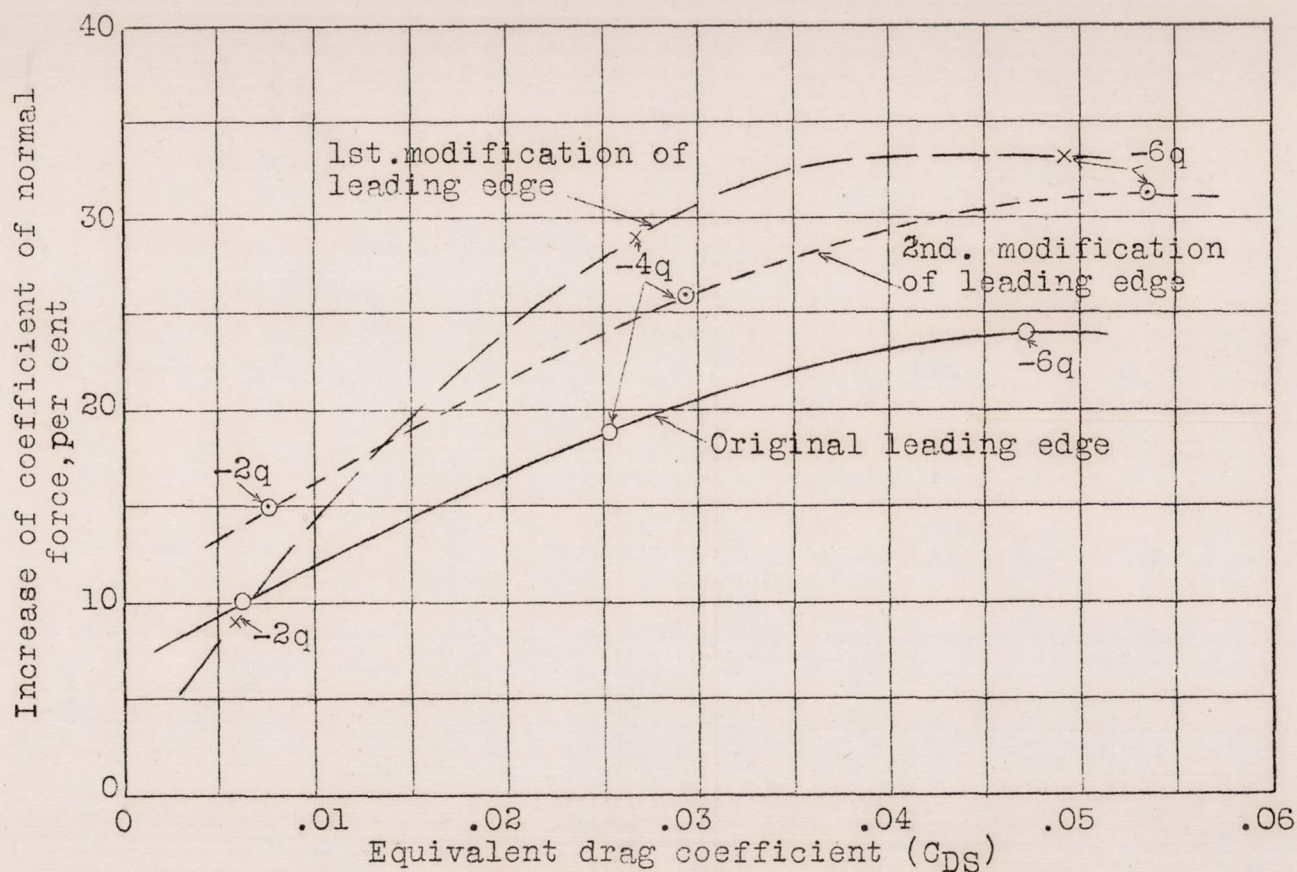 40
30
20
10
0
Increase of coefficient of normal
force,per cent
1st.modification of
leading edge
-6q
-4q
2nd. modification
of leading edge
-6q
Original leading edge
-2q
-2q
0 .01 .02 .03 .04 .05 .06
Equivalent drag coefficient (CDS)